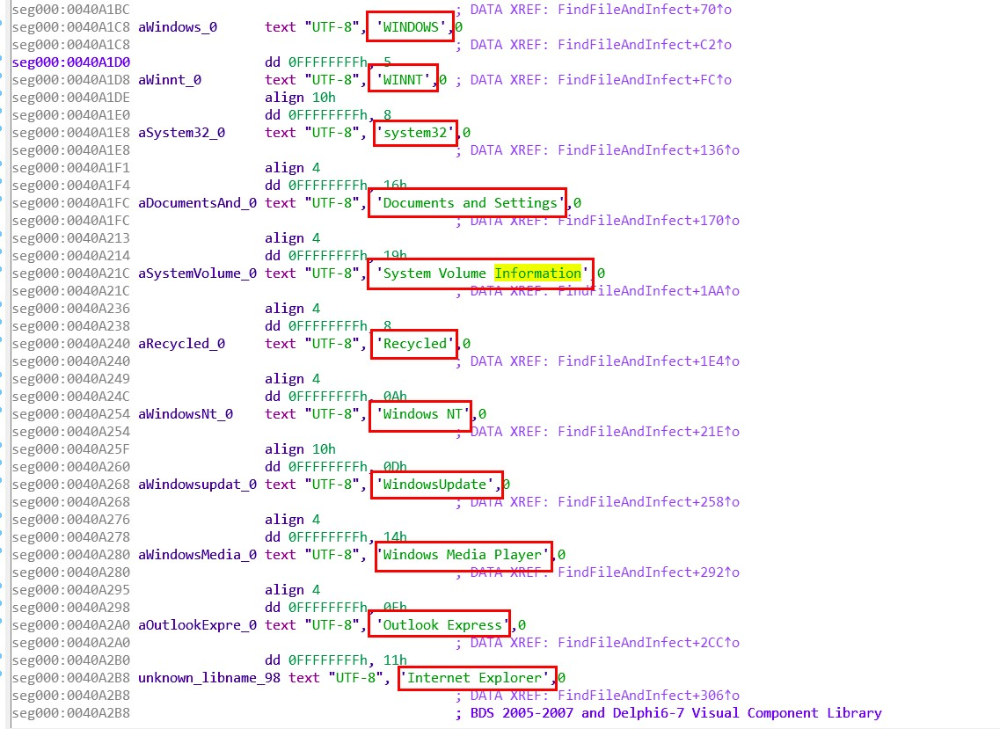 seg000:0040A1BC ; DATA XREF: FindFileAndInfect+70↑o
seg000:0040A1C8 aWindows_0 text "UTF-8", 'WINDOWS',0
seg000:0040A1C8 ; DATA XREF: FindFileAndInfect+C2↑o
seg000:0040A1D0 dd 0FFFFFFFFh, 5
seg000:0040A1D8 aWinnt_0 text "UTF-8", 'WINNT',0 ; DATA XREF: FindFileAndInfect+FC↑o
seg000:0040A1DE align 10h
seg000:0040A1E0 dd 0FFFFFFFFh, 8
seg000:0040A1E8 aSystem32_0 text "UTF-8", 'system32',0
seg000:0040A1E8 ; DATA XREF: FindFileAndInfect+136↑o
seg000:0040A1F1 align 4
seg000:0040A1F4 dd 0FFFFFFFFh, 16h
seg000:0040A1FC aDocumentsAnd_0 text "UTF-8", 'Documents and Settings',0
seg000:0040A1FC ; DATA XREF: FindFileAndInfect+170↑o
seg000:0040A213 align 4
seg000:0040A214 dd 0FFFFFFFFh, 19h
seg000:0040A21C aSystemVolume_0 text "UTF-8", 'System Volume Information',0
seg000:0040A21C ; DATA XREF: FindFileAndInfect+1AA↑o
seg000:0040A236 align 4
seg000:0040A238 dd 0FFFFFFFFh, 8
seg000:0040A240 aRecycled_0 text "UTF-8", 'Recycled',0
seg000:0040A240 ; DATA XREF: FindFileAndInfect+1E4↑o
seg000:0040A249 align 4
seg000:0040A24C dd 0FFFFFFFFh, 0Ah
seg000:0040A254 aWindowsNt_0 text "UTF-8", 'Windows NT',0
seg000:0040A254 ; DATA XREF: FindFileAndInfect+21E↑o
seg000:0040A25F align 10h
seg000:0040A260 dd 0FFFFFFFFh, 0Dh
seg000:0040A268 aWindowsupdat_0 text "UTF-8", 'WindowsUpdate',0
seg000:0040A268 ; DATA XREF: FindFileAndInfect+258↑o
seg000:0040A276 align 4
seg000:0040A278 dd 0FFFFFFFFh, 14h
seg000:0040A280 aWindowsMedia_0 text "UTF-8", 'Windows Media Player',0
seg000:0040A280 ; DATA XREF: FindFileAndInfect+292↑o
seg000:0040A295 align 4
seg000:0040A298 dd 0FFFFFFFFh, 0Fh
seg000:0040A2A0 aOutlookExpre_0 text "UTF-8", 'Outlook Express',0
seg000:0040A2A0 ; DATA XREF: FindFileAndInfect+2CC↑o
seg000:0040A2B0 dd 0FFFFFFFFh, 11h
seg000:0040A2B8 unknown_libname_98 text "UTF-8", 'Internet Explorer',0
seg000:0040A2B8 ; DATA XREF: FindFileAndInfect+306↑o
seg000:0040A2B8 ; BDS 2005-2007 and Delphi6-7 Visual Component Library